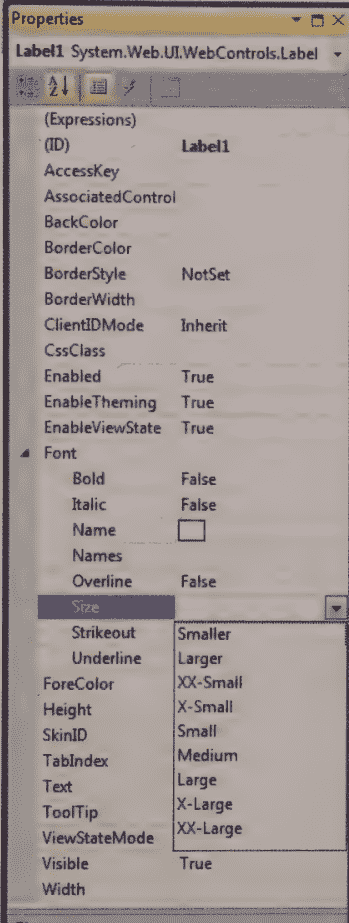 Properties
Label1 System.Web.UI.WebControls.Label
(Expressions)
(ID) Label1
AccessKey
AssociatedControl
BackColor
BorderColor
BorderStyle NotSet
BorderWidth
ClientIDMode Inherit
CssClass
Enabled True
EnableTheming True
EnableViewState True
Font
Bold False
Italic False
Name
Names
Overline False
Size
Strikeout Smaller
Underline Larger
ForeColor XX-Small
Height X-Small
SkinID Small
TabIndex Medium
Text Large
ToolTip X-Large
ViewStateMode XX-Large
Visible True
Width